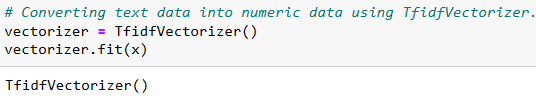 # Converting text data into numeric data using TfidfVectorizer.
vectorizer = TfidfVectorizer()
vectorizer.fit(x)
TfidfVectorizer()